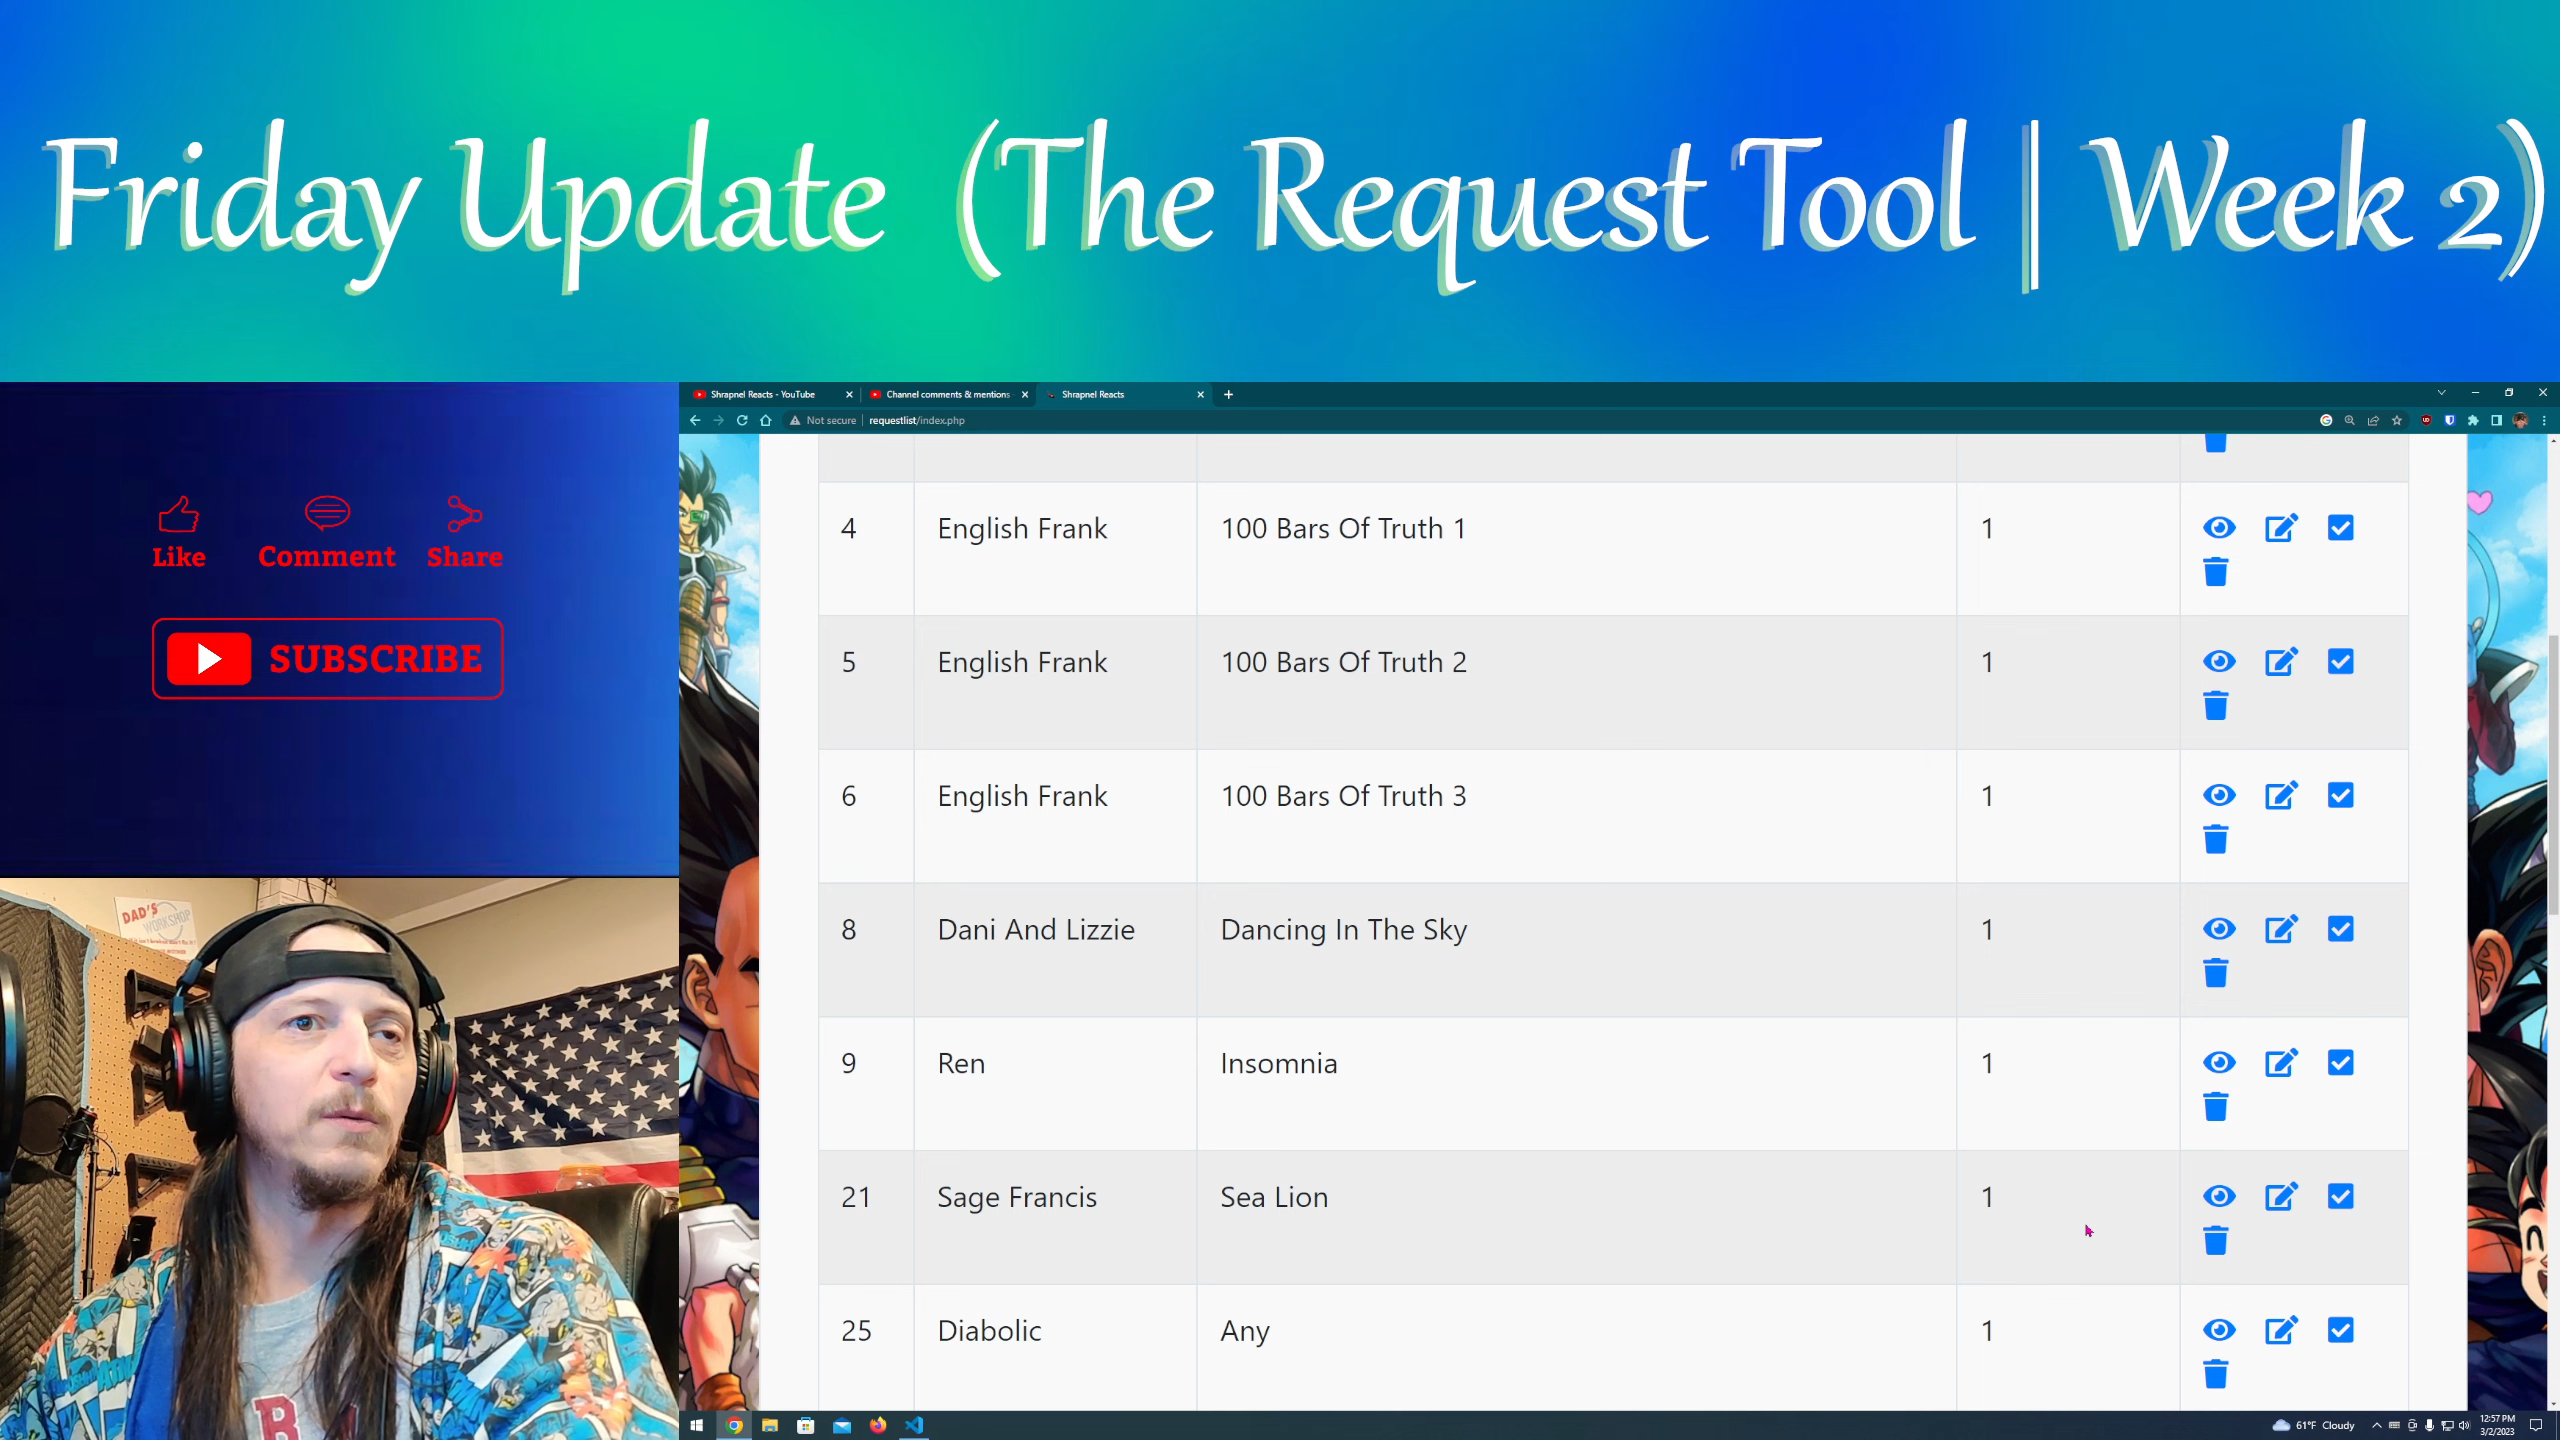 Friday Update (The Request Tool | Week 2)
Shrapnel Reacts - YouTube
Channel comments & mentions
Shrapnel Reacts
Not secure
requestlist/index.php
Like
Comment
Share
SUBSCRIBE
4 English Frank 100 Bars Of Truth 1 1
5 English Frank 100 Bars Of Truth 2 1
6 English Frank 100 Bars Of Truth 3 1
8 Dani And Lizzie Dancing In The Sky 1
9 Ren Insomnia 1
21 Sage Francis Sea Lion 1
25 Diabolic Any 1
DAD'S
WORKSHOP
B
61°F Cloudy
12:57 PM
3/2/2023